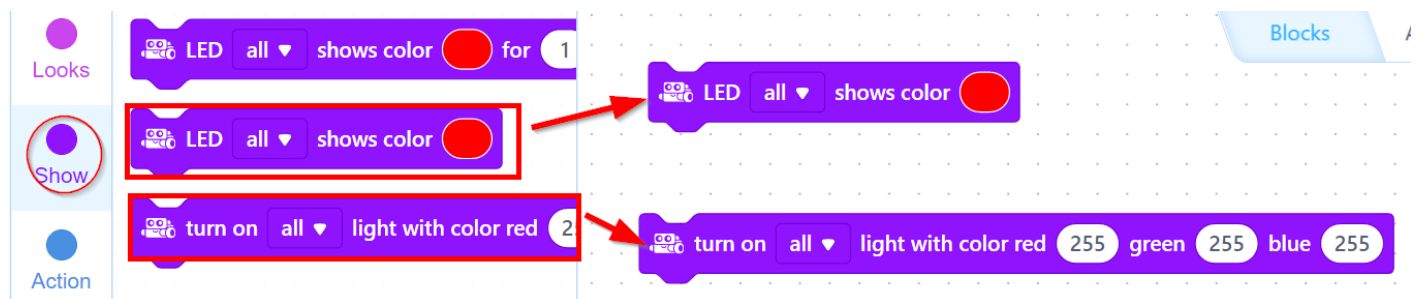 Looks
Show
Action
LED all ▼ shows color for 1
LED all ▼ shows color
turn on all ▼ light with color red
LED all ▼ shows color
turn on all ▼ light with color red 255 green 255 blue 255
Blocks